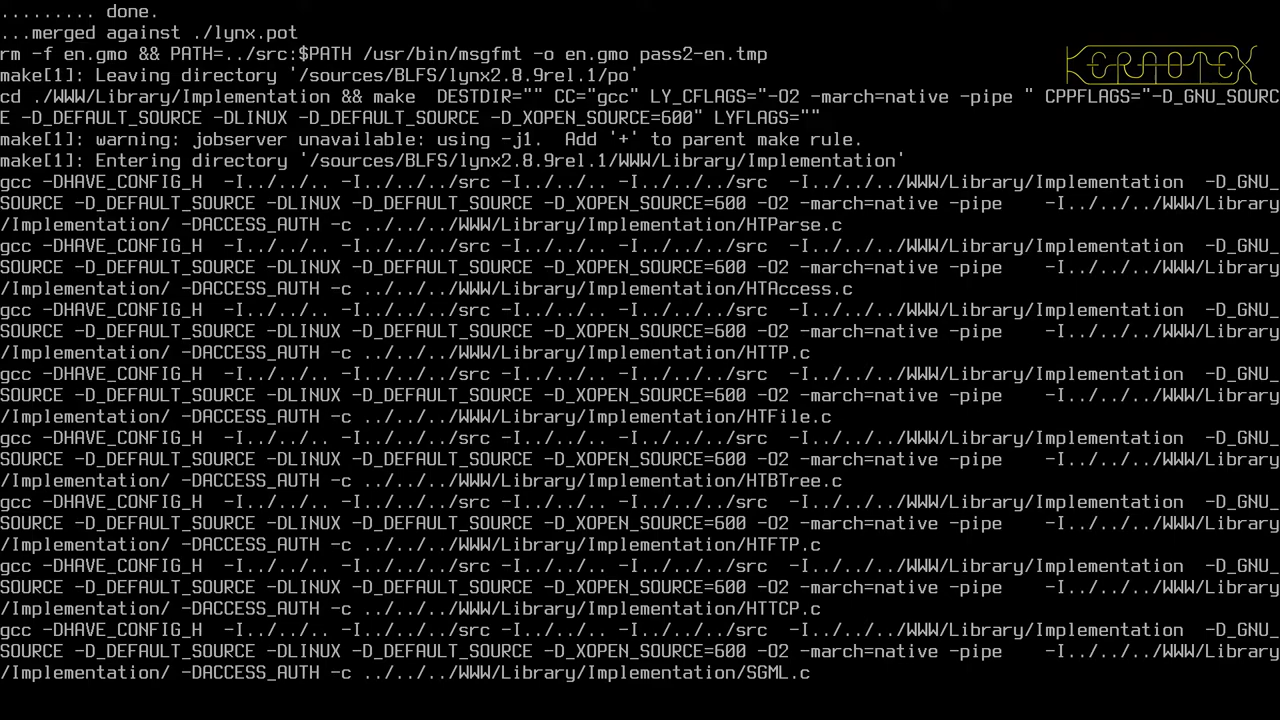 ......... done.
...merged against ./lynx.pot
rm -f en.gmo && PATH=../src:$PATH /usr/bin/msgfmt -o en.gmo pass2-en.tmp
make[1]: Leaving directory '/sources/BLFS/lynx2.8.9rel.1/po'
KERNOTEX
cd ./WWW/Library/Implementation && make  DESTDIR="" CC="gcc" LY_CFLAGS="-O2 -march=native -pipe " CPPFLAGS="-D_GNU_SOURC
E -D_DEFAULT_SOURCE -DLINUX -D_DEFAULT_SOURCE -D_XOPEN_SOURCE=600" LYFLAGS=""
make[1]: warning: jobserver unavailable: using -j1.  Add '+' to parent make rule.
make[1]: Entering directory '/sources/BLFS/lynx2.8.9rel.1/WWW/Library/Implementation'
gcc -DHAVE_CONFIG_H  -I../../.. -I../../../src -I../../.. -I../../../src  -I../../../WWW/Library/Implementation  -D_GNU_
SOURCE -D_DEFAULT_SOURCE -DLINUX -D_DEFAULT_SOURCE -D_XOPEN_SOURCE=600 -O2 -march=native -pipe    -I../../../WWW/Library
/Implementation/ -DACCESS_AUTH -c ../../../WWW/Library/Implementation/HTParse.c
gcc -DHAVE_CONFIG_H  -I../../.. -I../../../src -I../../.. -I../../../src  -I../../../WWW/Library/Implementation  -D_GNU_
SOURCE -D_DEFAULT_SOURCE -DLINUX -D_DEFAULT_SOURCE -D_XOPEN_SOURCE=600 -O2 -march=native -pipe    -I../../../WWW/Library
/Implementation/ -DACCESS_AUTH -c ../../../WWW/Library/Implementation/HTAccess.c
gcc -DHAVE_CONFIG_H  -I../../.. -I../../../src -I../../.. -I../../../src  -I../../../WWW/Library/Implementation  -D_GNU_
SOURCE -D_DEFAULT_SOURCE -DLINUX -D_DEFAULT_SOURCE -D_XOPEN_SOURCE=600 -O2 -march=native -pipe    -I../../../WWW/Library
/Implementation/ -DACCESS_AUTH -c ../../../WWW/Library/Implementation/HTTP.c
gcc -DHAVE_CONFIG_H  -I../../.. -I../../../src -I../../.. -I../../../src  -I../../../WWW/Library/Implementation  -D_GNU_
SOURCE -D_DEFAULT_SOURCE -DLINUX -D_DEFAULT_SOURCE -D_XOPEN_SOURCE=600 -O2 -march=native -pipe    -I../../../WWW/Library
/Implementation/ -DACCESS_AUTH -c ../../../WWW/Library/Implementation/HTFile.c
gcc -DHAVE_CONFIG_H  -I../../.. -I../../../src -I../../.. -I../../../src  -I../../../WWW/Library/Implementation  -D_GNU_
SOURCE -D_DEFAULT_SOURCE -DLINUX -D_DEFAULT_SOURCE -D_XOPEN_SOURCE=600 -O2 -march=native -pipe    -I../../../WWW/Library
/Implementation/ -DACCESS_AUTH -c ../../../WWW/Library/Implementation/HTBTree.c
gcc -DHAVE_CONFIG_H  -I../../.. -I../../../src -I../../.. -I../../../src  -I../../../WWW/Library/Implementation  -D_GNU_
SOURCE -D_DEFAULT_SOURCE -DLINUX -D_DEFAULT_SOURCE -D_XOPEN_SOURCE=600 -O2 -march=native -pipe    -I../../../WWW/Library
/Implementation/ -DACCESS_AUTH -c ../../../WWW/Library/Implementation/HTFTP.c
gcc -DHAVE_CONFIG_H  -I../../.. -I../../../src -I../../.. -I../../../src  -I../../../WWW/Library/Implementation  -D_GNU_
SOURCE -D_DEFAULT_SOURCE -DLINUX -D_DEFAULT_SOURCE -D_XOPEN_SOURCE=600 -O2 -march=native -pipe    -I../../../WWW/Library
/Implementation/ -DACCESS_AUTH -c ../../../WWW/Library/Implementation/HTTCP.c
gcc -DHAVE_CONFIG_H  -I../../.. -I../../../src -I../../.. -I../../../src  -I../../../WWW/Library/Implementation  -D_GNU_
SOURCE -D_DEFAULT_SOURCE -DLINUX -D_DEFAULT_SOURCE -D_XOPEN_SOURCE=600 -O2 -march=native -pipe    -I../../../WWW/Library
/Implementation/ -DACCESS_AUTH -c ../../../WWW/Library/Implementation/SGML.c